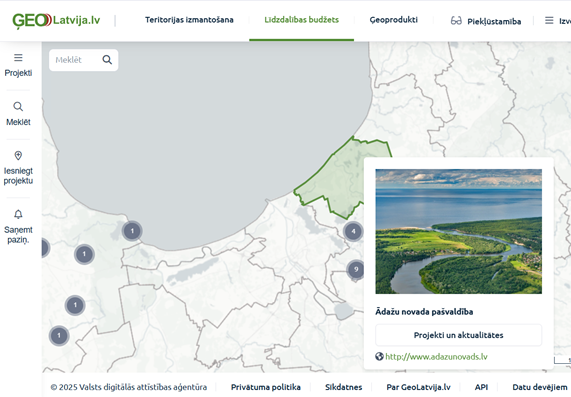 ĢEO Latvija.lv
Teritorijas izmantošana
Līdzdalības budžets
Ģeoprodukti
Piekļūstamība
Projekti
Meklēt
Iesniegt
projektu
Saņemt
paziņ.
Meklēt
1
1
1
1
4
9
Ādažu novada pašvaldība
Projekti un aktualitātes
http://www.adazunovads.lv
© 2025 Valsts digitālās attīstības aģentūra
Privātuma politika
Sīkdatnes
Par GeoLatvija.lv
API
Datu devējiem